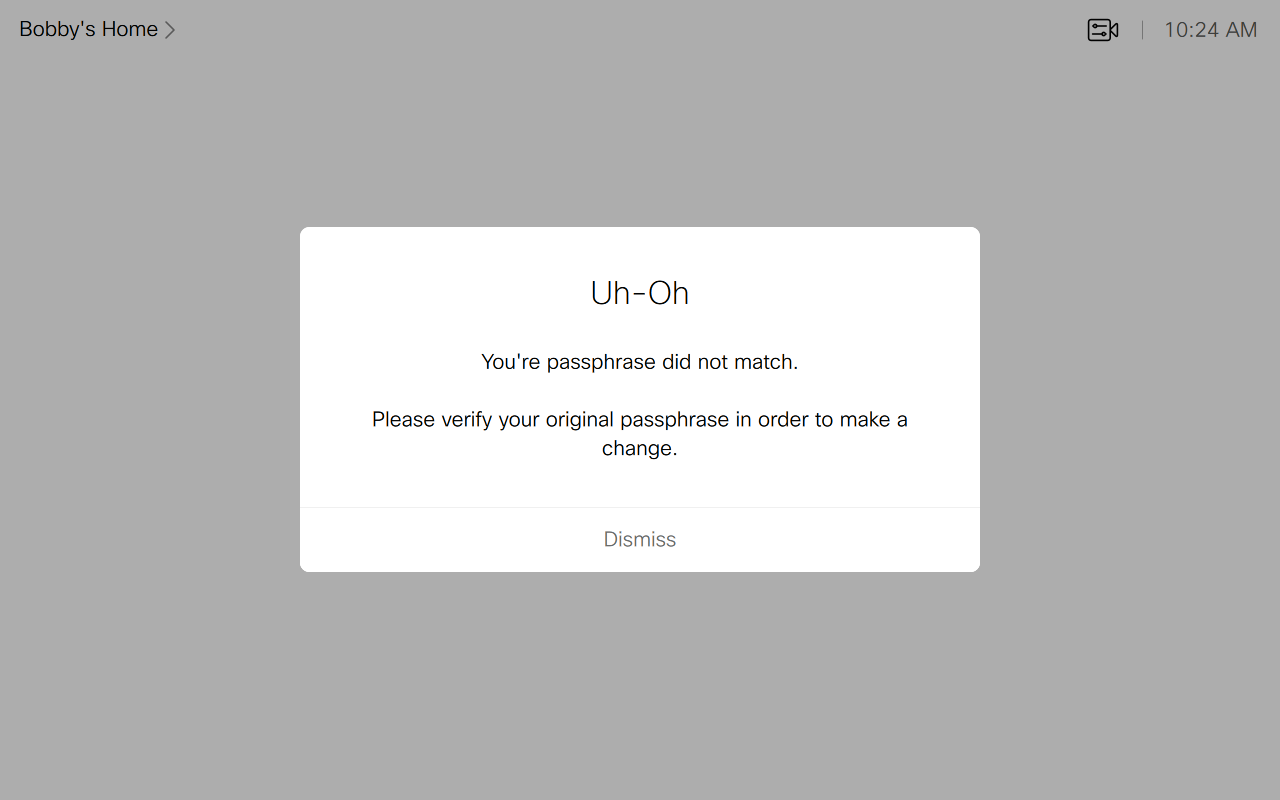 Bobby's Home
10:24 AM
Uh-Oh
You're passphrase did not match.
Please verify your original passphrase in order to make a
change.
Dismiss